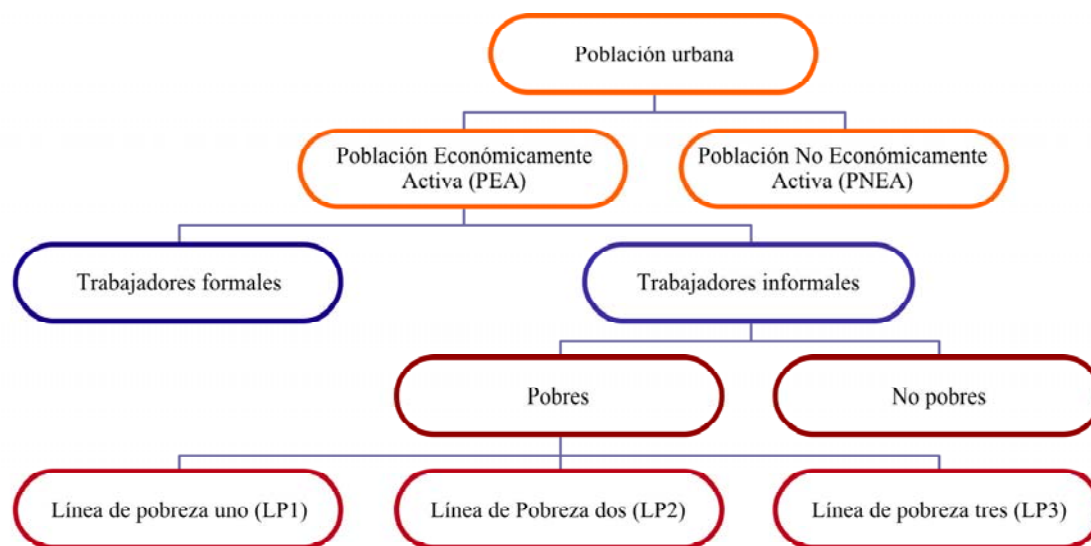 Población urbana
Población Económicamente
Activa (PEA)
Población No Económicamente
Activa (PNEA)
Trabajadores formales
Trabajadores informales
Pobres
No pobres
Línea de pobreza uno (LP1)
Línea de Pobreza dos (LP2)
Línea de pobreza tres (LP3)